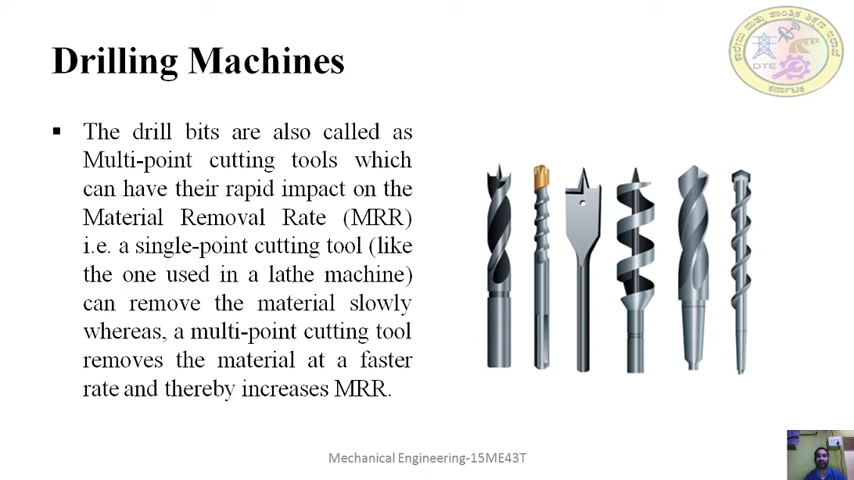 Drilling Machines
▪ The drill bits are also called as
Multi-point cutting tools which
can have their rapid impact on the
Material Removal Rate (MRR)
i.e. a single-point cutting tool (like
the one used in a lathe machine)
can remove the material slowly
whereas, a multi-point cutting tool
removes the material at a faster
rate and thereby increases MRR.
DTE
ಕರ್ನಾಟಕ
Mechanical Engineering-15ME43T